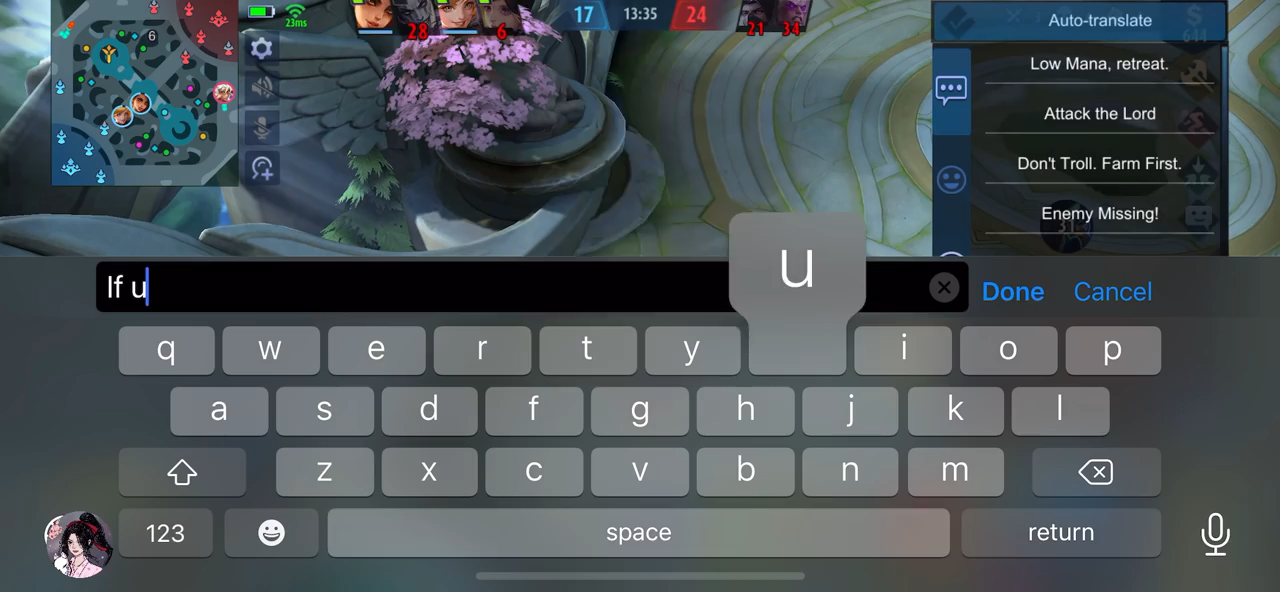 6
23ms
28
6
17
13:35
24
21
34
Auto-translate
Low Mana, retreat.
Attack the Lord
Don't Troll. Farm First.
Enemy Missing!
If u
u
Done
Cancel
q w e r t y i o p
a s d f g h j k l
z x c v b n m
123
space
return